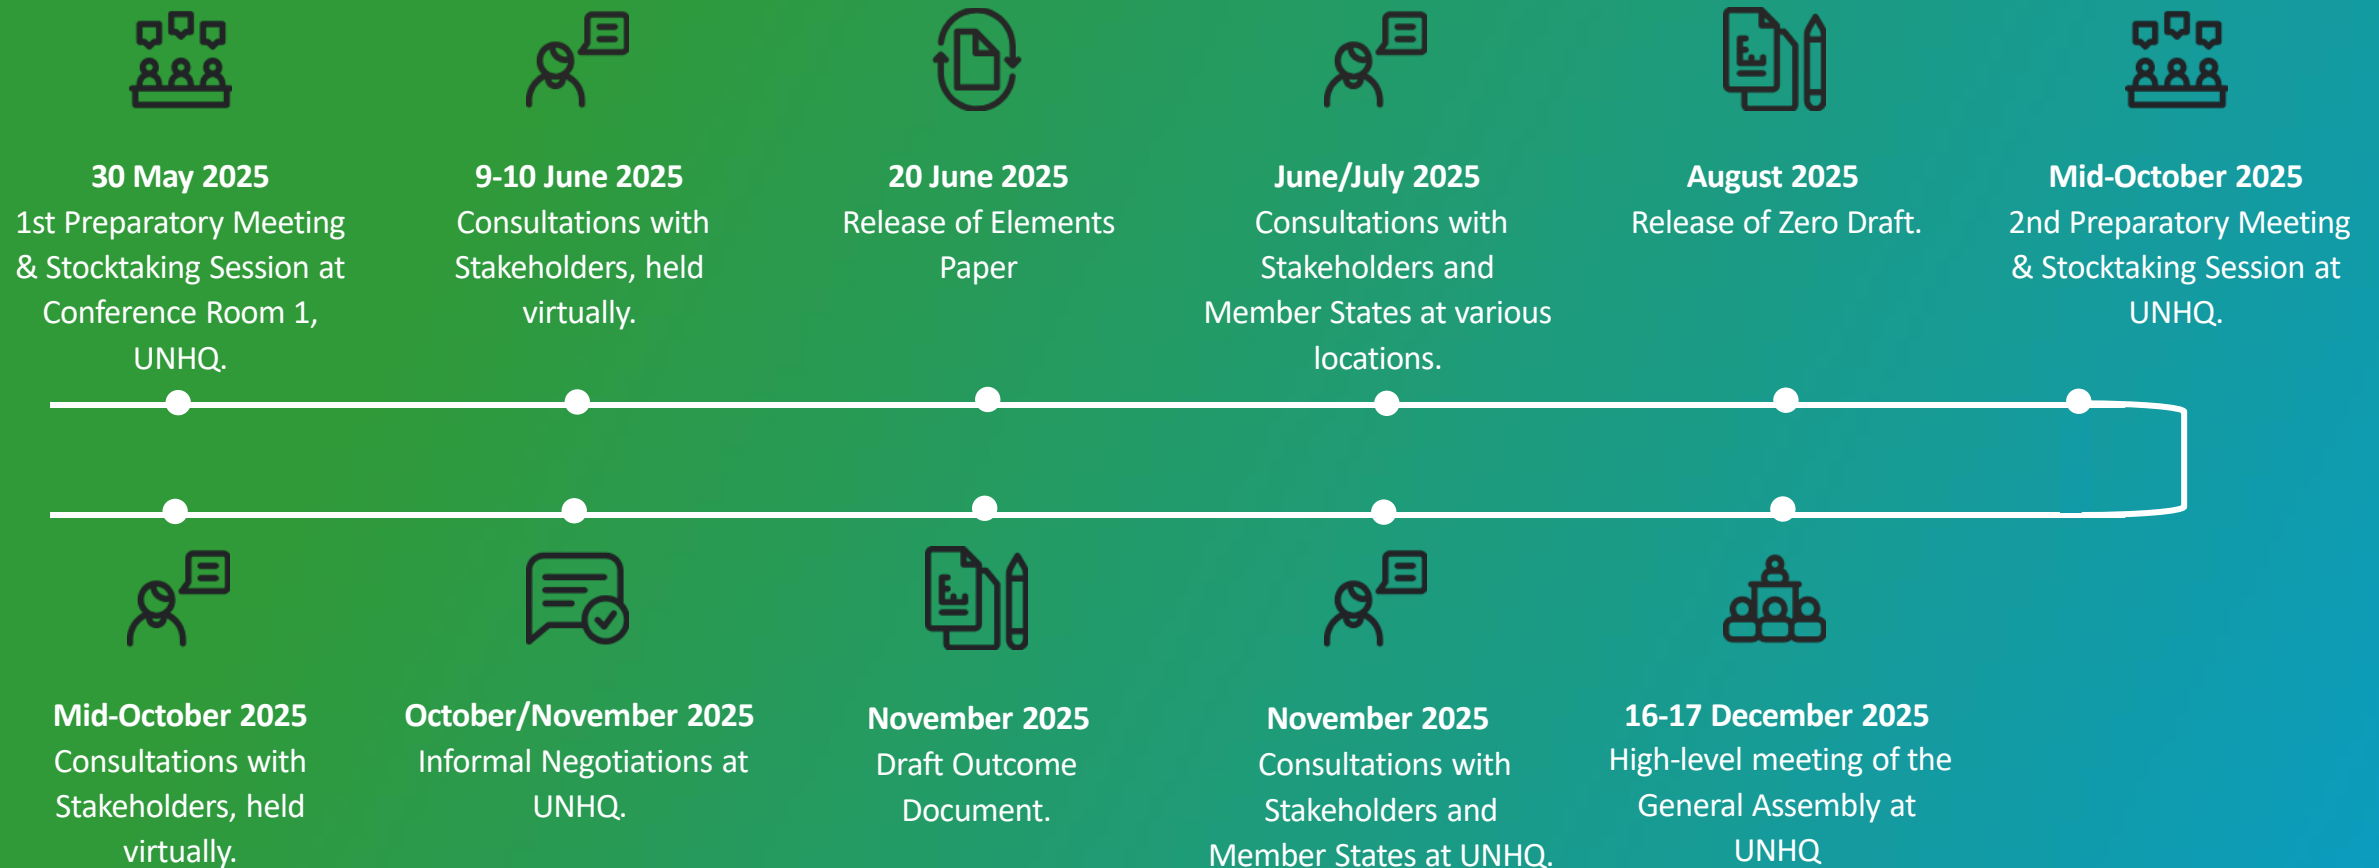 30 May 2025
1st Preparatory Meeting
& Stocktaking Session at
Conference Room 1,
UNHQ.
9-10 June 2025
Consultations with
Stakeholders, held
virtually.
20 June 2025
Release of Elements
Paper
June/July 2025
Consultations with
Stakeholders and
Member States at various
locations.
August 2025
Release of Zero Draft.
Mid-October 2025
2nd Preparatory Meeting
& Stocktaking Session at
UNHQ.
Mid-October 2025
Consultations with
Stakeholders, held
virtually.
October/November 2025
Informal Negotiations at
UNHQ.
November 2025
Draft Outcome
Document.
November 2025
Consultations with
Stakeholders and
Member States at UNHQ.
16-17 December 2025
High-level meeting of the
General Assembly at
UNHQ